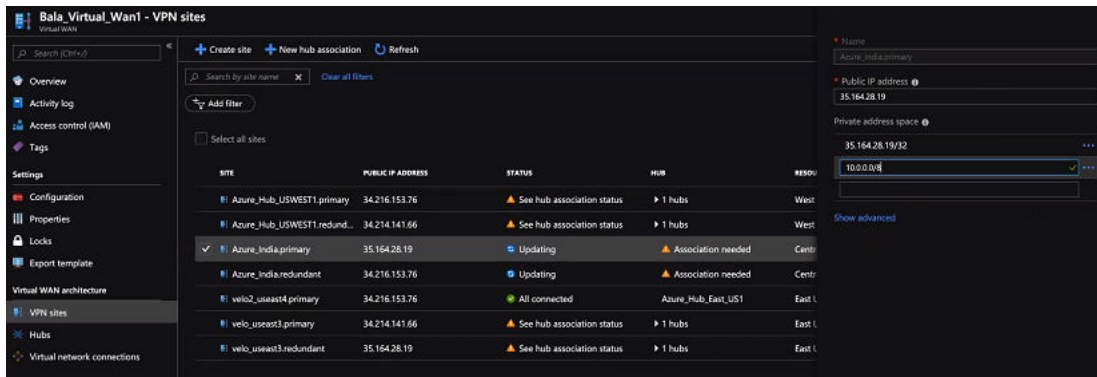 Bala_Virtual_Wan1 - VPN sites
Virtual WAN
Search (Ctrl+/)
«
Overview
Activity log
Access control (IAM)
Tags
Settings
Configuration
Properties
Locks
Export template
Virtual WAN architecture
VPN sites
Hubs
Virtual network connections
Create site New hub association Refresh
Search by site name X Clear all filters
Add filter
Select all sites
SITE PUBLIC IP ADDRESS STATUS HUB RESOU
Azure_Hub_USWEST1.primary 34.216.153.76 See hub association status 1 hubs West
Azure_Hub_USWEST1.redund... 34.214.141.66 See hub association status 1 hubs West
Azure_India.primary 35.164.28.19 Updating Association needed Centr
Azure_India.redundant 34.216.153.76 Updating Association needed Centr
velo2_useast4.primary 34.216.153.76 All connected Azure_Hub_East_US1 East U
velo_useast3.primary 34.214.141.66 See hub association status 1 hubs East U
velo_useast3.redundant 35.164.28.19 See hub association status 1 hubs East U
* Name
Azure_India.primary
* Public IP address
35.164.28.19
Private address space
35.164.28.19/32 ...
10.0.0.0/8 ...
Show advanced